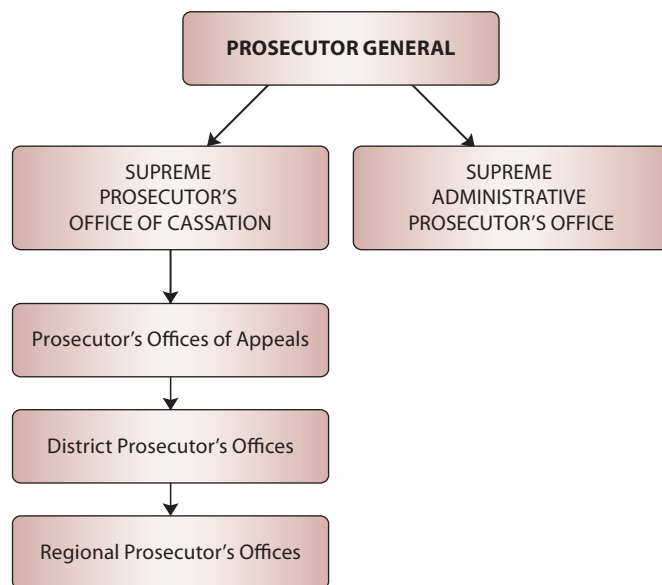 PROSECUTOR GENERAL
SUPREME
PROSECUTOR’S
OFFICE OF CASSATION
SUPREME
ADMINISTRATIVE
PROSECUTOR’S OFFICE
Prosecutor’s Offices of Appeals
District Prosecutor’s Offices
Regional Prosecutor’s Offices